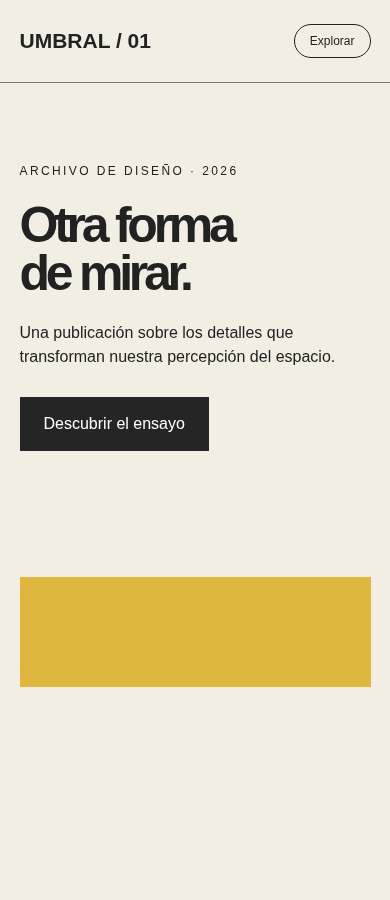 UMBRAL / 01
Explorar
ARCHIVO DE DISEÑO · 2026
Otra forma
de mirar.
Una publicación sobre los detalles que
transforman nuestra percepción del espacio.
Descubrir el ensayo